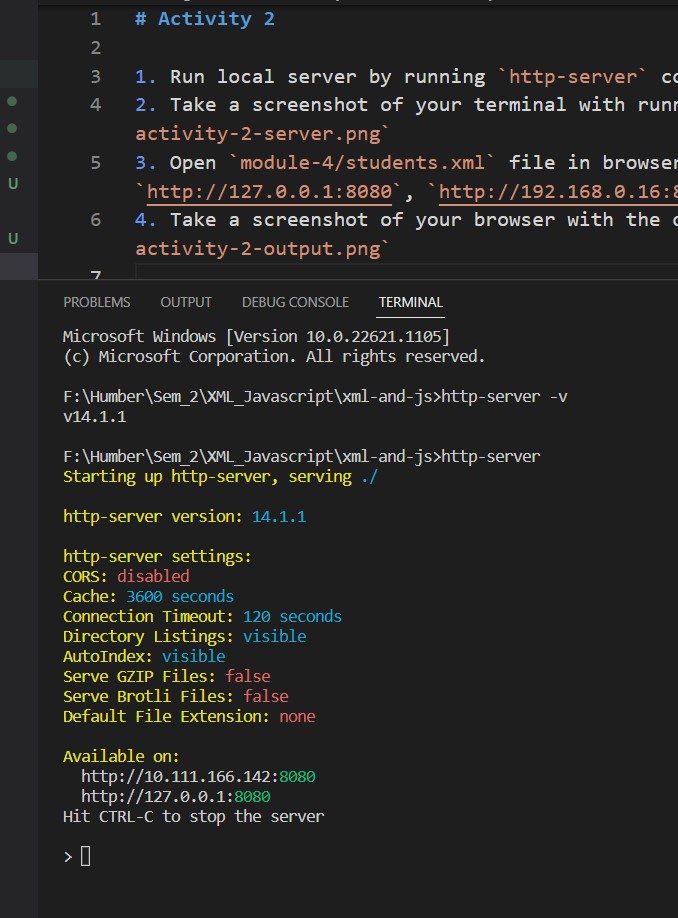 1 # Activity 2
2
3 1. Run local server by running `http-server` co
4 2. Take a screenshot of your terminal with runn
activity-2-server.png`
5 3. Open `module-4/students.xml` file in browser
`http://127.0.0.1:8080`, `http://192.168.0.16:8
6 4. Take a screenshot of your browser with the o
activity-2-output.png`
7
U
U
PROBLEMS OUTPUT DEBUG CONSOLE TERMINAL
Microsoft Windows [Version 10.0.22621.1105]
(c) Microsoft Corporation. All rights reserved.
F:\Humber\Sem_2\XML_Javascript\xml-and-js>http-server -v
v14.1.1
F:\Humber\Sem_2\XML_Javascript\xml-and-js>http-server
Starting up http-server, serving ./
http-server version: 14.1.1
http-server settings:
CORS: disabled
Cache: 3600 seconds
Connection Timeout: 120 seconds
Directory Listings: visible
AutoIndex: visible
Serve GZIP Files: false
Serve Brotli Files: false
Default File Extension: none
Available on:
http://10.111.166.142:8080
http://127.0.0.1:8080
Hit CTRL-C to stop the server
>